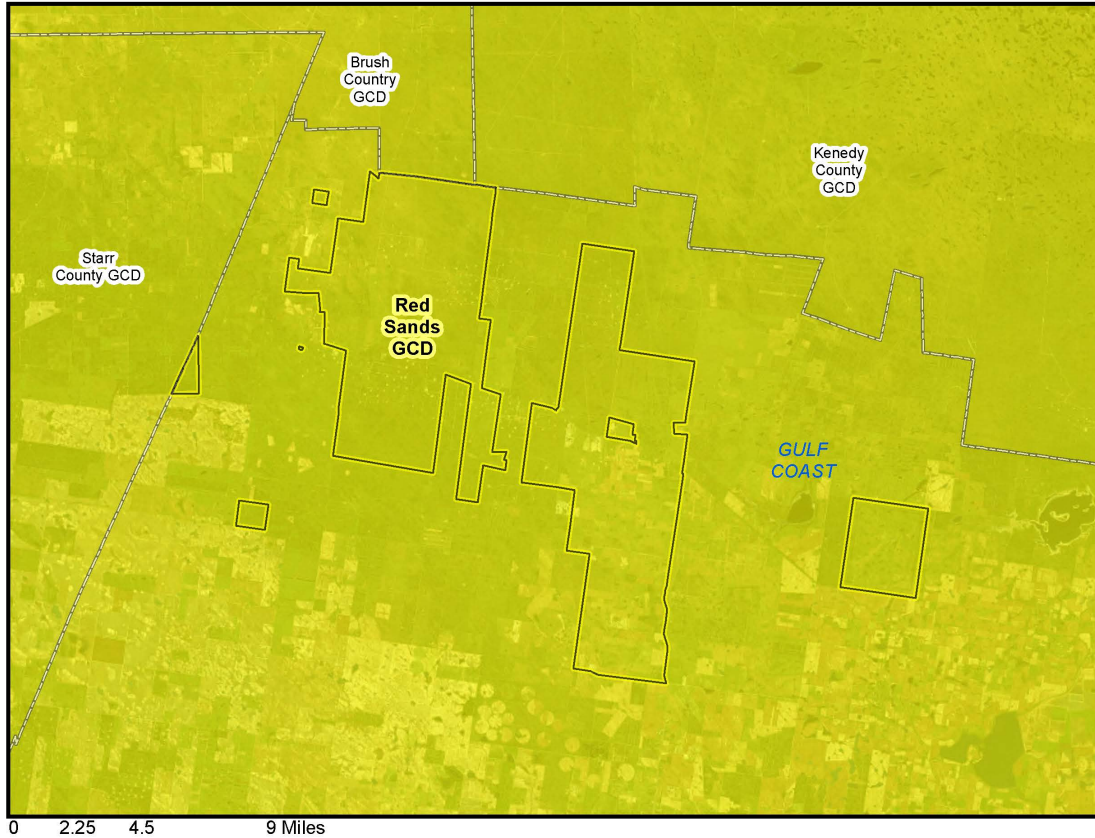 Brush
Country
GCD
Kenedy
County
GCD
Starr
County GCD
Red
Sands
GCD
GULF
COAST
0 2.25 4.5 9 Miles